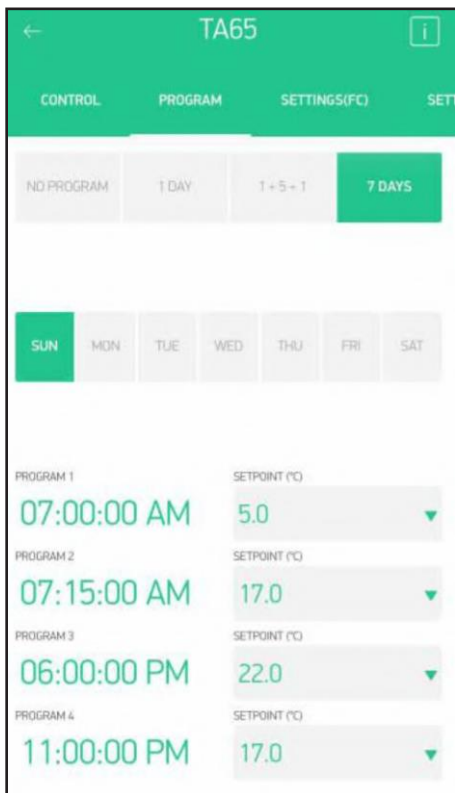 ← TA65 i
CONTROL PROGRAM SETTINGS(FC) SETT
NO PROGRAM 1 DAY 1+5+1 7 DAYS
SUN MON TUE WED THU FRI SAT
PROGRAM 1 SETPOINT (°C)
07:00:00 AM 5.0 ▼
PROGRAM 2 SETPOINT (°C)
07:15:00 AM 17.0 ▼
PROGRAM 3 SETPOINT (°C)
06:00:00 PM 22.0 ▼
PROGRAM 4 SETPOINT (°C)
11:00:00 PM 17.0 ▼